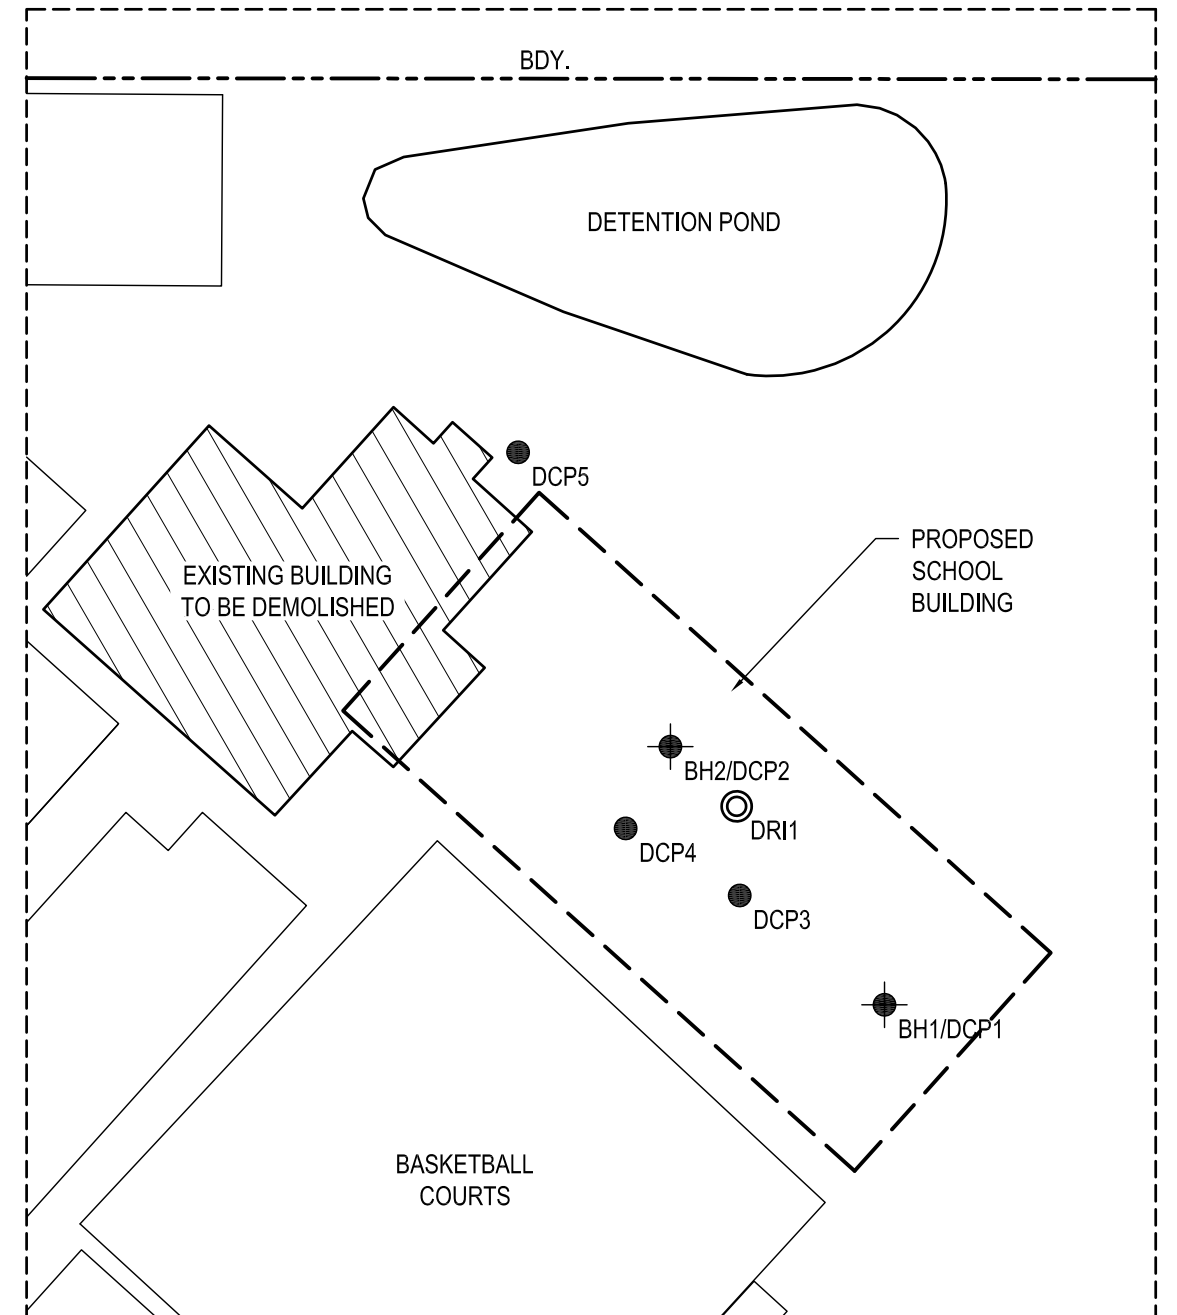 BDY.
DETENTION POND
DCP5
PROPOSED
SCHOOL
BUILDING
EXISTING BUILDING
TO BE DEMOLISHED
BH2/DCP2
DRI1
DCP4
DCP3
BH1/DCP1
BASKETBALL
COURTS